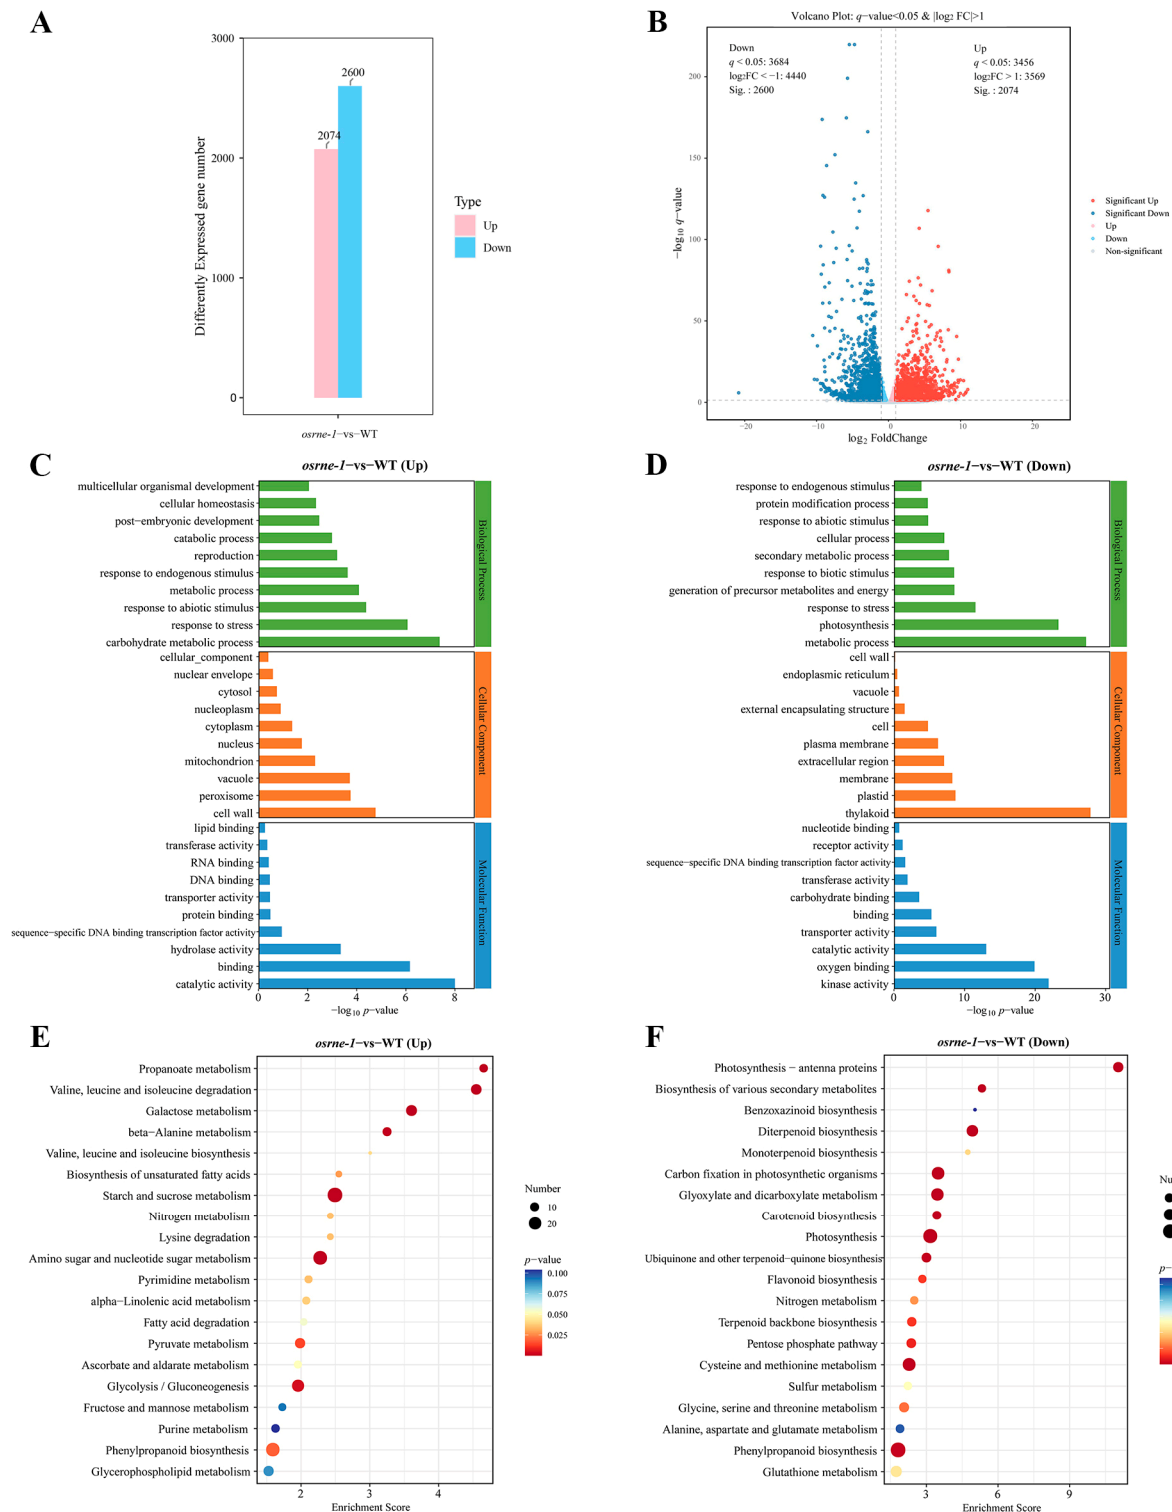 A
3000
2000
1000
0
Differently Expressed gene number
2074
2600
osrne-1-vs-WT
Type
Up
Down
B
Volcano Plot: q-value<0.05 & |log2 FC|>1
Down
q < 0.05: 3684
log2FC < -1: 4440
Sig. : 2600
Up
q < 0.05: 3456
log2FC > 1: 3569
Sig. : 2074
200
150
100
50
0
-log10 q-value
-20
-10
0
10
20
log2 FoldChange
Significant Up
Significant Down
Up
Down
Non-significant
C
osrne-1-vs-WT (Up)
multicellular organismal development
cellular homeostasis
post-embryonic development
catabolic process
reproduction
response to endogenous stimulus
metabolic process
response to abiotic stimulus
response to stress
carbohydrate metabolic process
Biological Process
cellular_component
nuclear envelope
cytosol
nucleoplasm
cytoplasm
nucleus
mitochondrion
vacuole
peroxisome
cell wall
Cellular Component
lipid binding
transferase activity
RNA binding
DNA binding
transporter activity
protein binding
sequence-specific DNA binding transcription factor activity
hydrolase activity
binding
catalytic activity
Molecular Function
0
2
4
6
8
-log10 p-value
D
osrne-1-vs-WT (Down)
response to endogenous stimulus
protein modification process
response to abiotic stimulus
cellular process
secondary metabolic process
response to biotic stimulus
generation of precursor metabolites and energy
response to stress
photosynthesis
metabolic process
Biological Process
cell wall
endoplasmic reticulum
vacuole
external encapsulating structure
cell
plasma membrane
extracellular region
membrane
plastid
thylakoid
Cellular Component
nucleotide binding
receptor activity
sequence-specific DNA binding transcription factor activity
transferase activity
carbohydrate binding
binding
transporter activity
catalytic activity
oxygen binding
kinase activity
Molecular Function
0
10
20
30
-log10 p-value
E
osrne-1-vs-WT (Up)
Propanoate metabolism
Valine, leucine and isoleucine degradation
Galactose metabolism
beta-Alanine metabolism
Valine, leucine and isoleucine biosynthesis
Biosynthesis of unsaturated fatty acids
Starch and sucrose metabolism
Nitrogen metabolism
Lysine degradation
Amino sugar and nucleotide sugar metabolism
Pyrimidine metabolism
alpha-Linolenic acid metabolism
Fatty acid degradation
Pyruvate metabolism
Ascorbate and aldarate metabolism
Glycolysis / Gluconeogenesis
Fructose and mannose metabolism
Purine metabolism
Phenylpropanoid biosynthesis
Glycerophospholipid metabolism
2
3
4
Enrichment Score
Number
10
20
p-value
0.100
0.075
0.050
0.025
F
osrne-1-vs-WT (Down)
Photosynthesis - antenna proteins
Biosynthesis of various secondary metabolites
Benzoxazinoid biosynthesis
Diterpenoid biosynthesis
Monoterpenoid biosynthesis
Carbon fixation in photosynthetic organisms
Glyoxylate and dicarboxylate metabolism
Carotenoid biosynthesis
Photosynthesis
Ubiquinone and other terpenoid-quinone biosynthesis
Flavonoid biosynthesis
Nitrogen metabolism
Terpenoid backbone biosynthesis
Pentose phosphate pathway
Cysteine and methionine metabolism
Sulfur metabolism
Glycine, serine and threonine metabolism
Alanine, aspartate and glutamate metabolism
Phenylpropanoid biosynthesis
Glutathione metabolism
3
6
9
Enrichment Score
Nu
p-